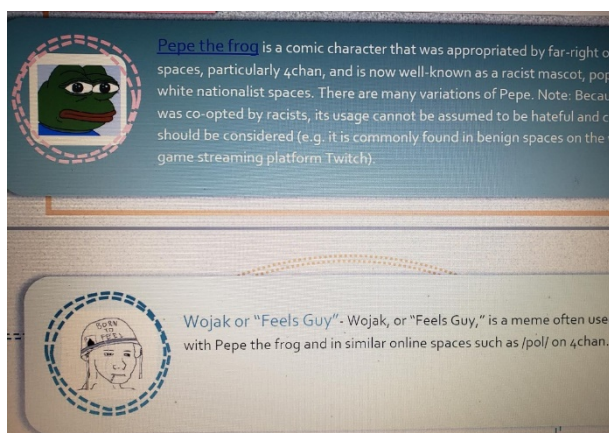 Pepe the frog is a comic character that was appropriated by far-right
spaces, particularly 4chan, and is now well-known as a racist mascot,
white nationalist spaces. There are many variations of Pepe. Note:
was co-opted by racists, its usage cannot be assumed to be hateful and
should be considered (e.g. it is commonly found in benign spaces on the
game streaming platform Twitch).
BORN
TO
FEEL
Wojak or "Feels Guy"- Wojak, or "Feels Guy," is a meme often use
with Pepe the frog and in similar online spaces such as /pol/ on 4chan.